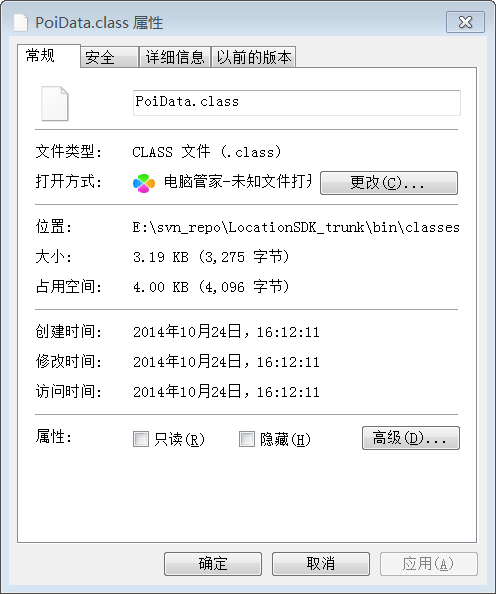 PoiData.class 属性
常规 安全 详细信息 以前的版本
PoiData.class
文件类型: CLASS 文件 (.class)
打开方式: 电脑管家-未知文件打开 更改(C)...
位置: E:\svn_repo\LocationSDK_trunk\bin\classes
大小: 3.19 KB (3,275 字节)
占用空间: 4.00 KB (4,096 字节)
创建时间: 2014年10月24日，16:12:11
修改时间: 2014年10月24日，16:12:11
访问时间: 2014年10月24日，16:12:11
属性: 只读(R) 隐藏(H) 高级(D)...
确定 取消 应用(A)